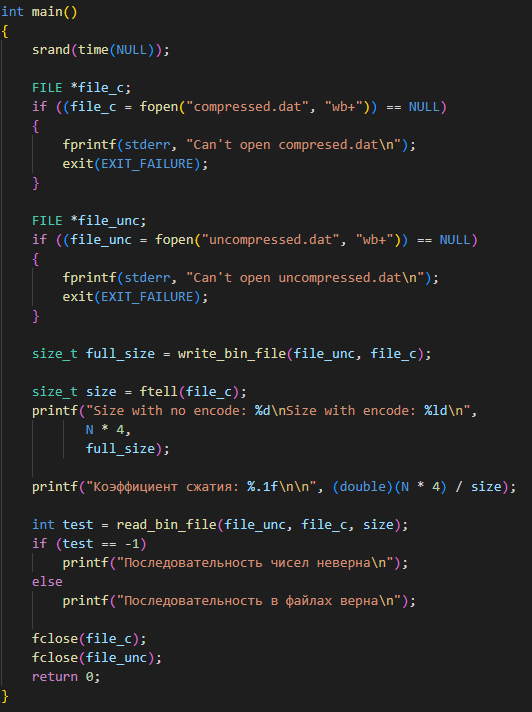 int main()
{
    srand(time(NULL));

    FILE *file_c;
    if ((file_c = fopen("compressed.dat", "wb+")) == NULL)
    {
        fprintf(stderr, "Can't open compresed.dat\n");
        exit(EXIT_FAILURE);
    }

    FILE *file_unc;
    if ((file_unc = fopen("uncompressed.dat", "wb+")) == NULL)
    {
        fprintf(stderr, "Can't open uncompressed.dat\n");
        exit(EXIT_FAILURE);
    }

    size_t full_size = write_bin_file(file_unc, file_c);

    size_t size = ftell(file_c);
    printf("Size with no encode: %d\nSize with encode: %ld\n",
           N * 4,
           full_size);

    printf("Коэффициент сжатия: %.1f\n\n", (double)(N * 4) / size);

    int test = read_bin_file(file_unc, file_c, size);
    if (test == -1)
        printf("Последовательность чисел неверна\n");
    else
        printf("Последовательность в файлах верна\n");

    fclose(file_c);
    fclose(file_unc);
    return 0;
}